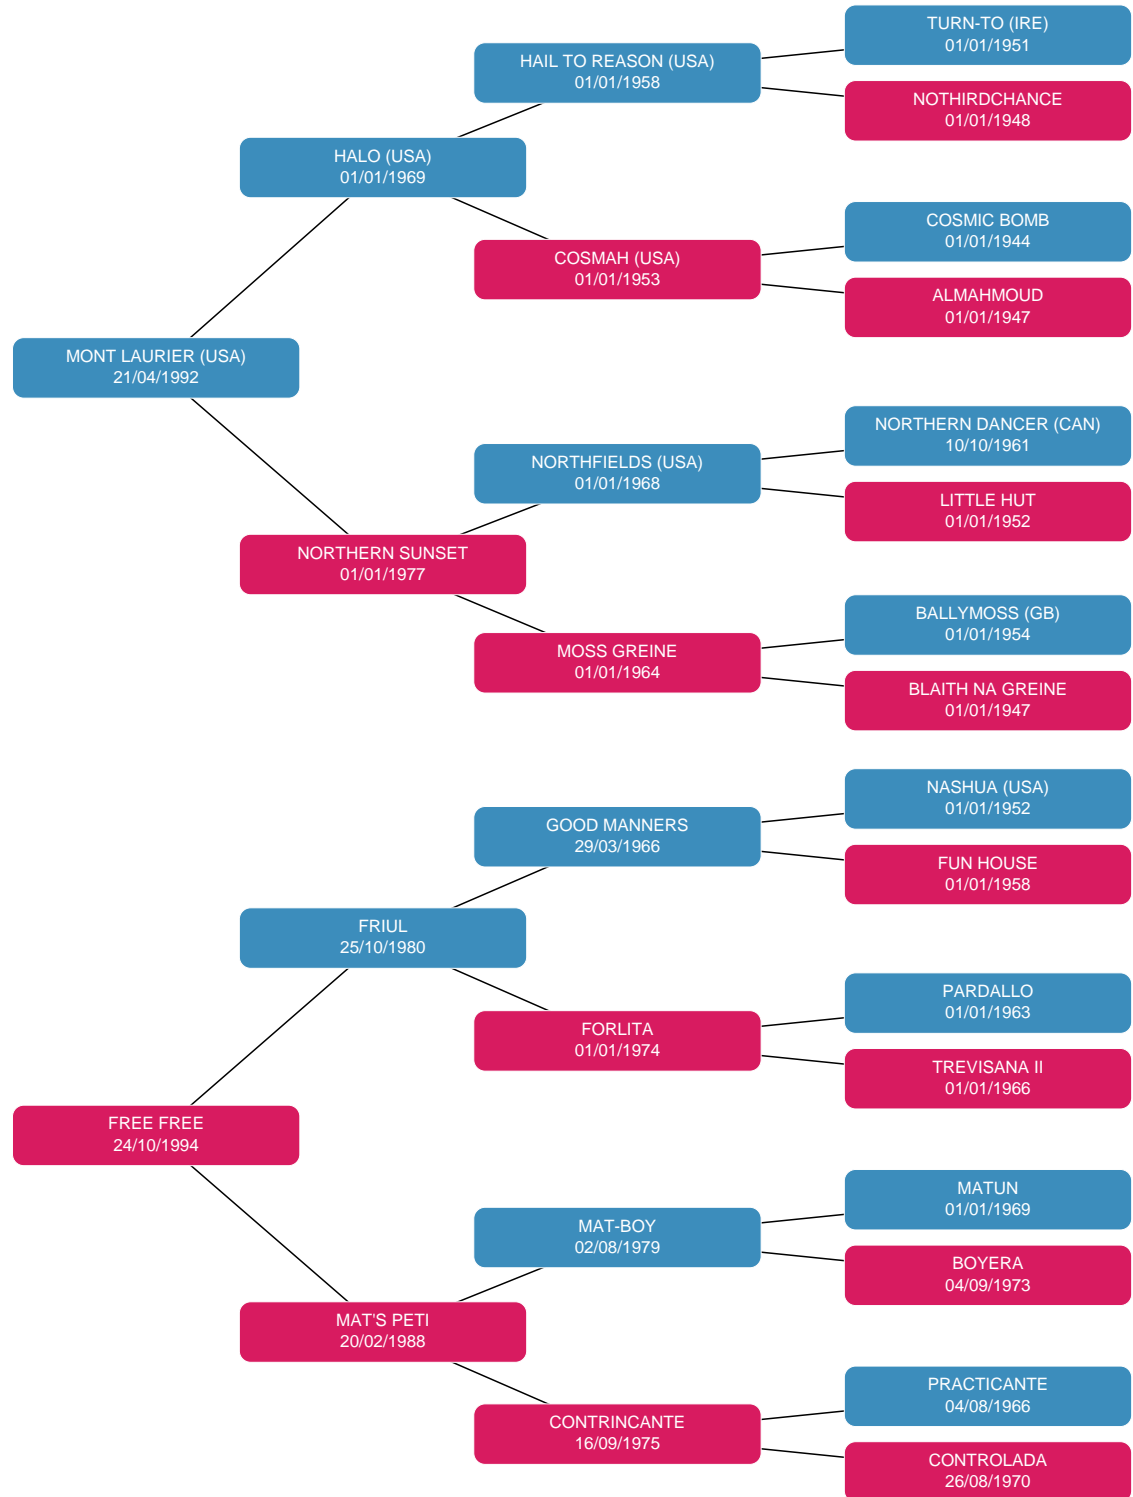 TURN-TO (IRE)
01/01/1951
HAIL TO REASON (USA)
01/01/1958
NOTHIRDCHANCE
01/01/1948
HALO (USA)
01/01/1969
COSMIC BOMB
01/01/1944
COSMAH (USA)
01/01/1953
ALMAHMOUD
01/01/1947
MONT LAURIER (USA)
21/04/1992
NORTHERN DANCER (CAN)
10/10/1961
NORTHFIELDS (USA)
01/01/1968
LITTLE HUT
01/01/1952
NORTHERN SUNSET
01/01/1977
BALLYMOSS (GB)
01/01/1954
MOSS GREINE
01/01/1964
BLAITH NA GREINE
01/01/1947
NASHUA (USA)
01/01/1952
GOOD MANNERS
29/03/1966
FUN HOUSE
01/01/1958
FRIUL
25/10/1980
PARDALLO
01/01/1963
FORLITA
01/01/1974
TREVISANA II
01/01/1966
FREE FREE
24/10/1994
MATUN
01/01/1969
MAT-BOY
02/08/1979
BOYERA
04/09/1973
MAT'S PETI
20/02/1988
PRACTICANTE
04/08/1966
CONTRINCANTE
16/09/1975
CONTROLADA
26/08/1970